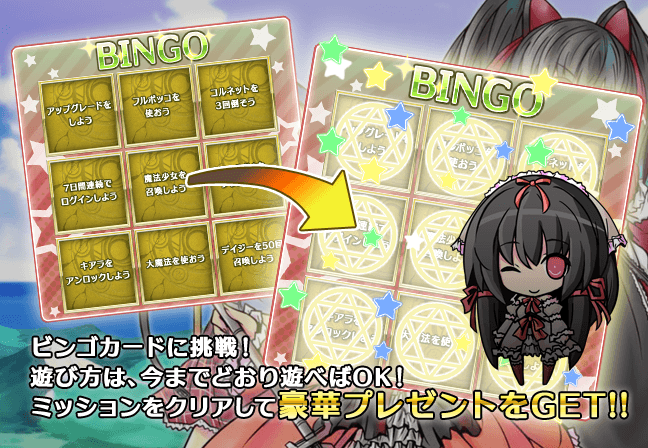 BINGO
アップグレードを
しよう
フルボッコを
使おう
コルネットを
3回倒そう
7日間連続で
ログインしよう
魔法少女を
召喚しよう
キアラを
アンロックしよう
大魔法を使おう
デイジーを50回
召喚しよう
BINGO
ビンゴカードに挑戦!
遊び方は、今までどおり遊べばOK!
ミッションをクリアして豪華プレゼントをGET!!